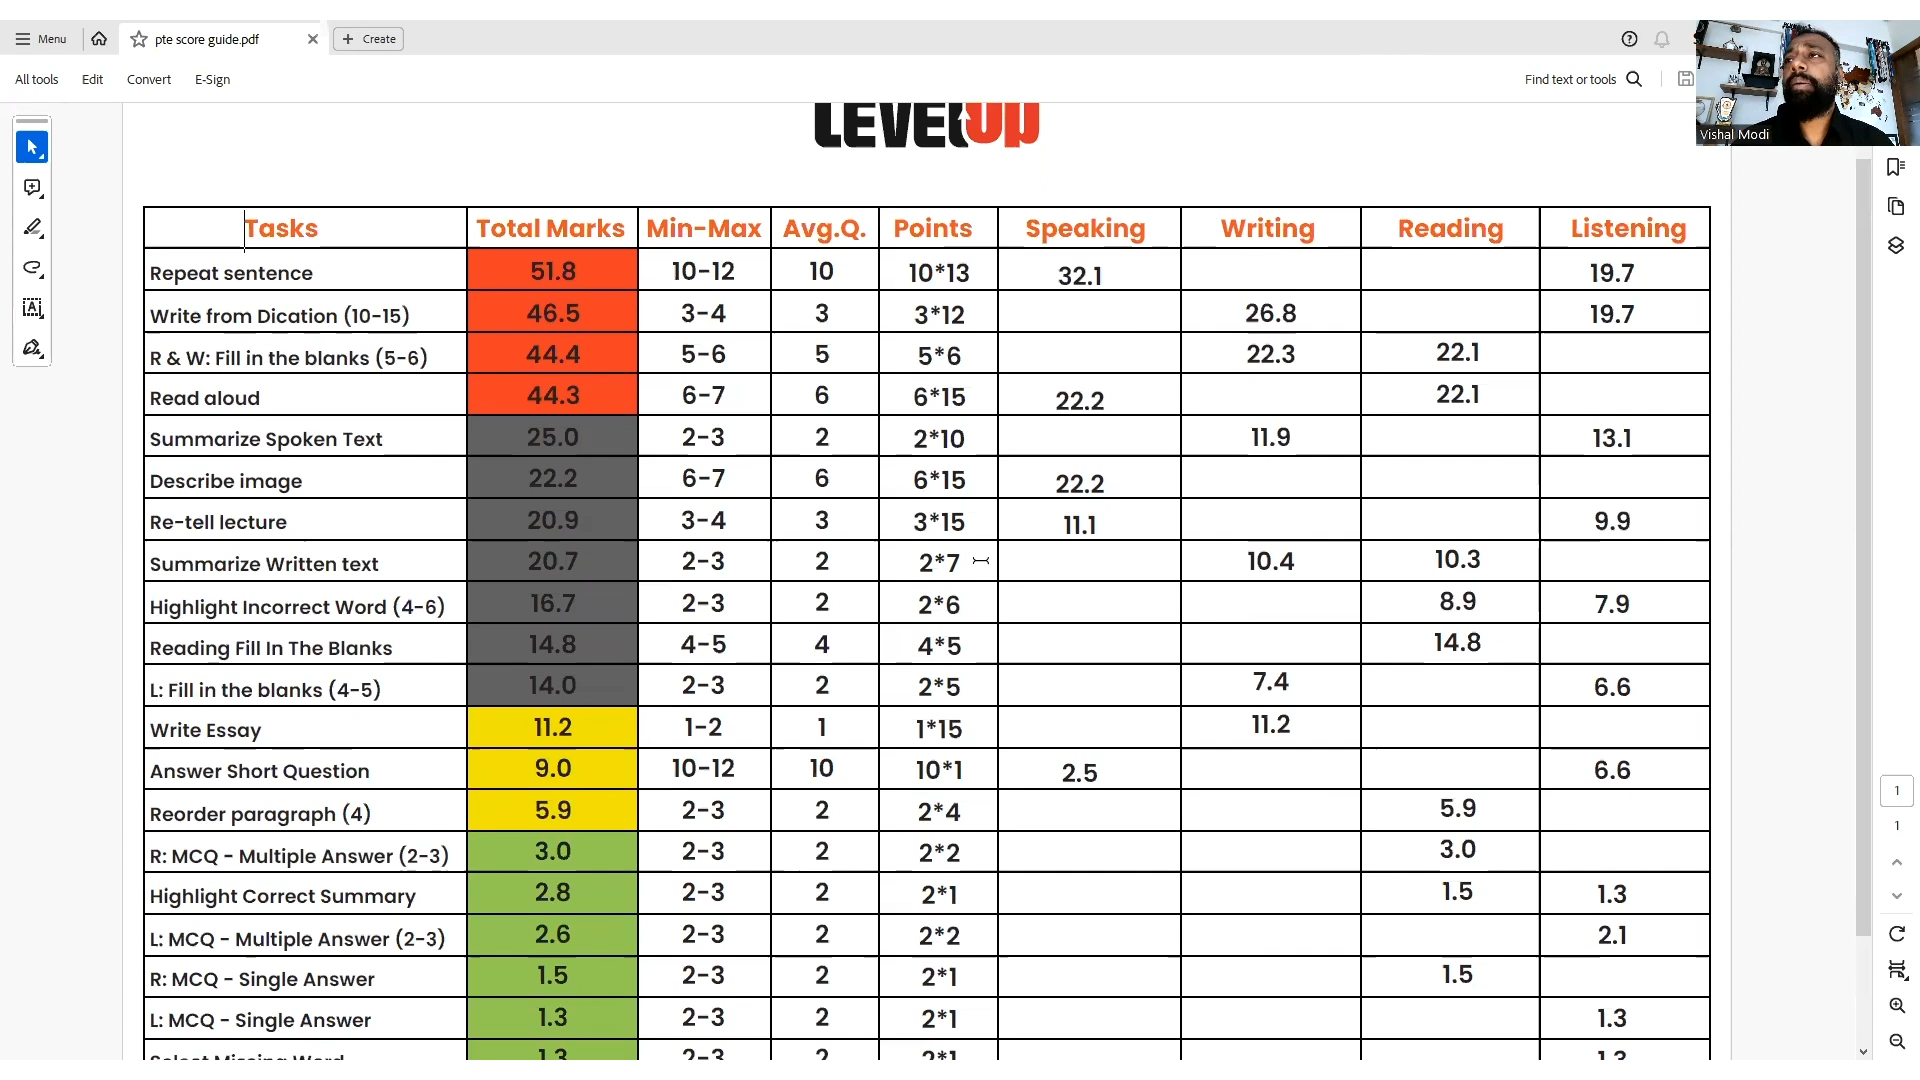 Menu
pte score guide.pdf
Create
All tools Edit Convert E-Sign
Find text or tools
Vishal Modi
LEVELUP
Tasks Total Marks Min-Max Avg.Q. Points Speaking Writing Reading Listening
Repeat sentence 51.8 10-12 10 10*13 32.1 19.7
Write from Dication (10-15) 46.5 3-4 3 3*12 26.8 19.7
R & W: Fill in the blanks (5-6) 44.4 5-6 5 5*6 22.3 22.1
Read aloud 44.3 6-7 6 6*15 22.2 22.1
Summarize Spoken Text 25.0 2-3 2 2*10 11.9 13.1
Describe image 22.2 6-7 6 6*15 22.2
Re-tell lecture 20.9 3-4 3 3*15 11.1 9.9
Summarize Written text 20.7 2-3 2 2*7 10.4 10.3
Highlight Incorrect Word (4-6) 16.7 2-3 2 2*6 8.9 7.9
Reading Fill In The Blanks 14.8 4-5 4 4*5 14.8
L: Fill in the blanks (4-5) 14.0 2-3 2 2*5 7.4 6.6
Write Essay 11.2 1-2 1 1*15 11.2
Answer Short Question 9.0 10-12 10 10*1 2.5 6.6
Reorder paragraph (4) 5.9 2-3 2 2*4 5.9
R: MCQ - Multiple Answer (2-3) 3.0 2-3 2 2*2 3.0
Highlight Correct Summary 2.8 2-3 2 2*1 1.5 1.3
L: MCQ - Multiple Answer (2-3) 2.6 2-3 2 2*2 2.1
R: MCQ - Single Answer 1.5 2-3 2 2*1 1.5
L: MCQ - Single Answer 1.3 2-3 2 2*1 1.3
Select Missing Word 1.3 2-3 2 2*1 1.3
1
1